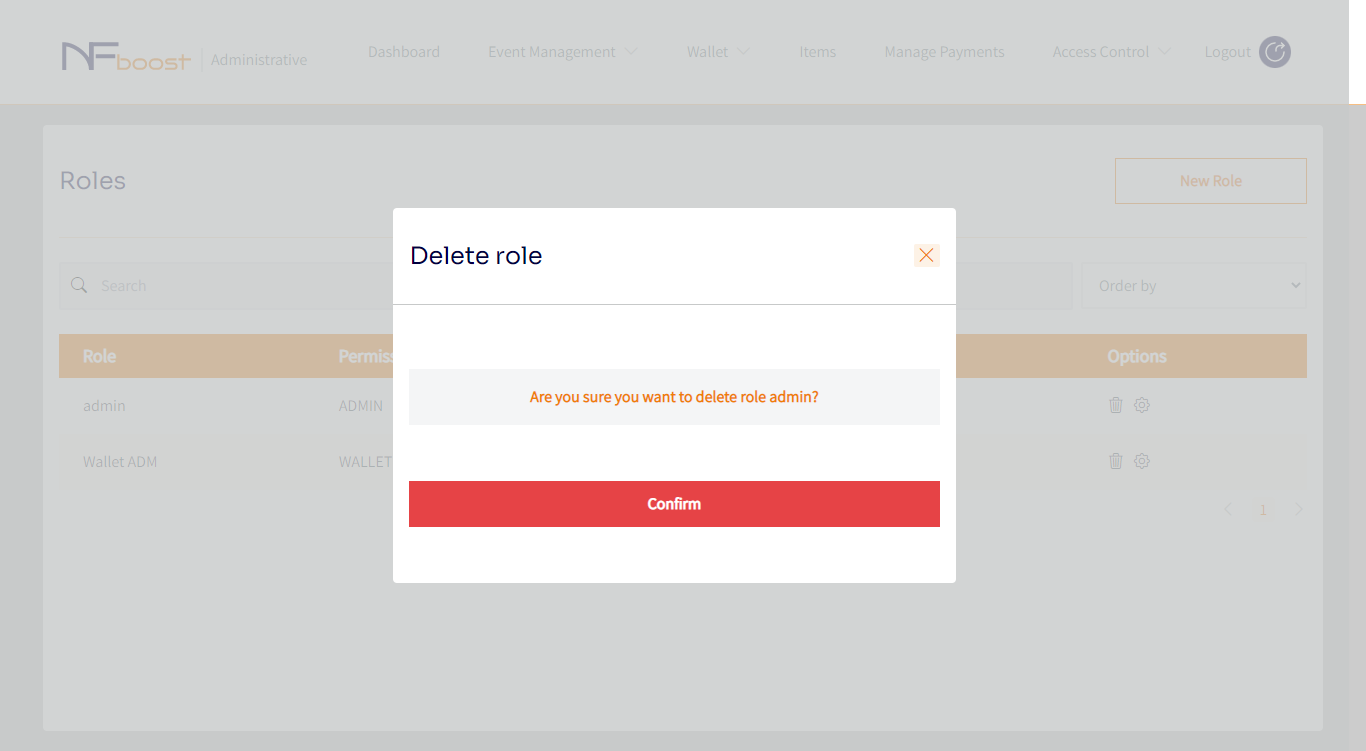 NFboost Administrative Dashboard Event Management Wallet Items Manage Payments Access Control Logout
Roles New Role
Delete role
Search Order by
Role Options
Are you sure you want to delete role admin?
admin ADMIN
Wallet ADM WALLET
Confirm
1